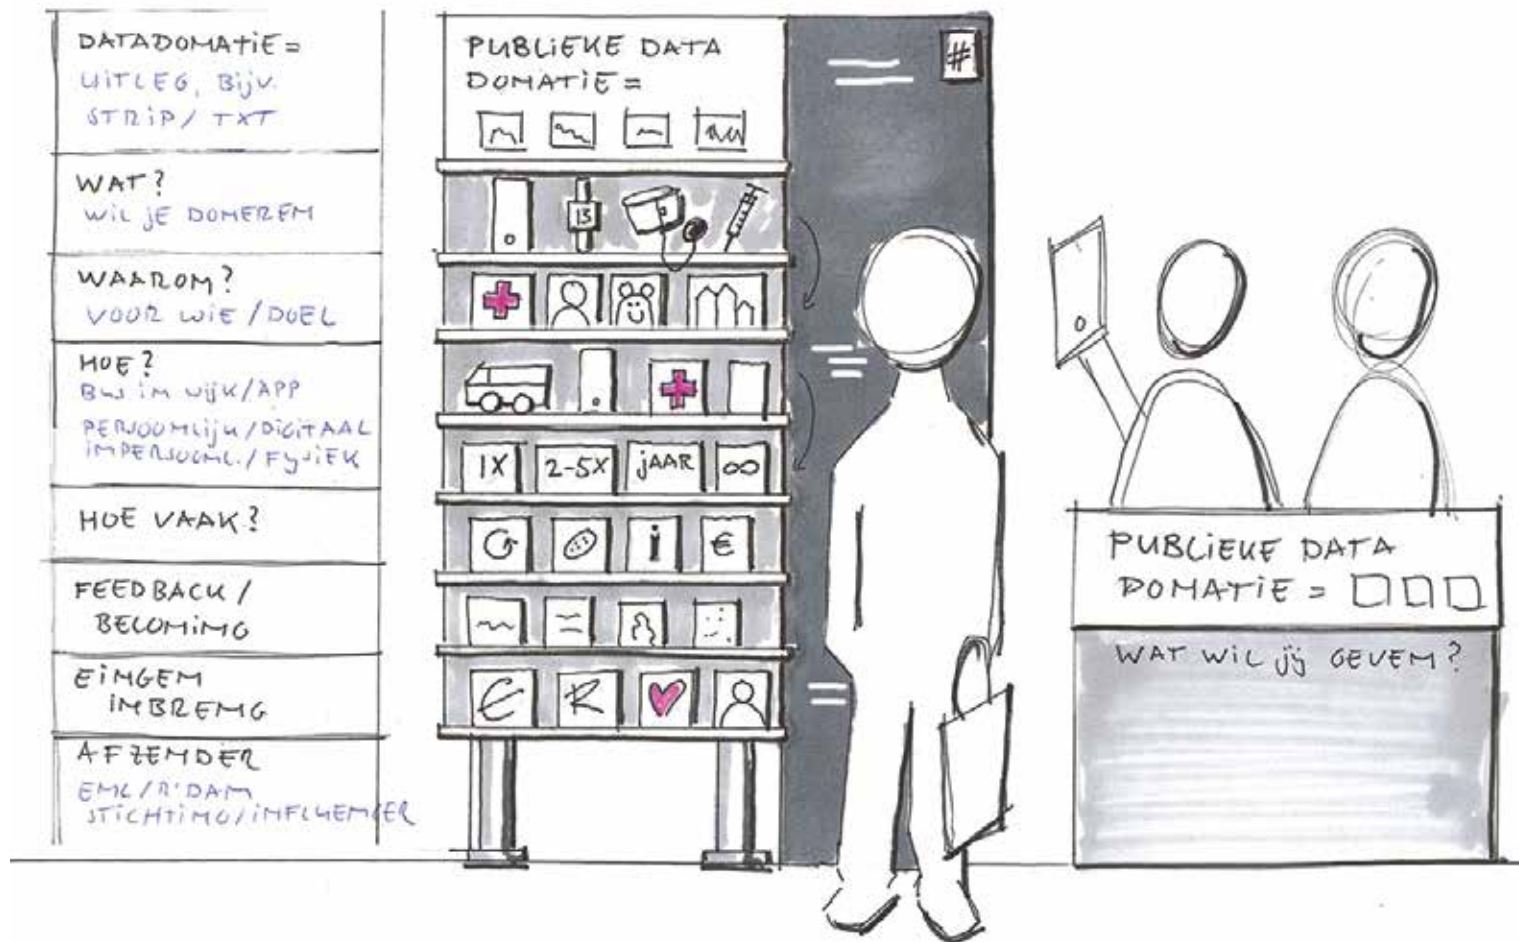 DATADONATIE =
UITLEG, Bijv.
STRIP / TXT
WAT?
WIL JE DONEREN
WAAROM?
VOOR WIE / DOEL
HOE?
BUS IN WIJK / APP
PERSOONLIJK / DIGITAAL
IMPERSOONL. / FYSIEK
HOE VAAK?
FEEDBACK /
BELONING
EIGEN
INBRENG
AFZENDER
EMC / R'DAM
STICHTING / INFLUENCER
PUBLIEKE DATA
DONATIE =
13
1X 2-5X JAAR ∞
i €
E R
#
PUBLIEKE DATA
DONATIE =
WAT WIL JIJ GEVEN?